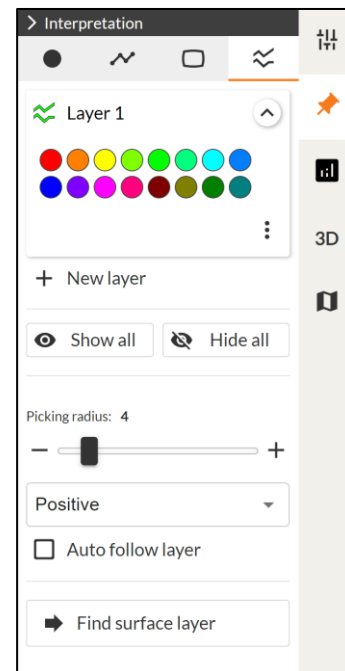 Interpretation
Layer 1
3D
New layer
Show all
Hide all
Picking radius: 4
Positive
Auto follow layer
Find surface layer